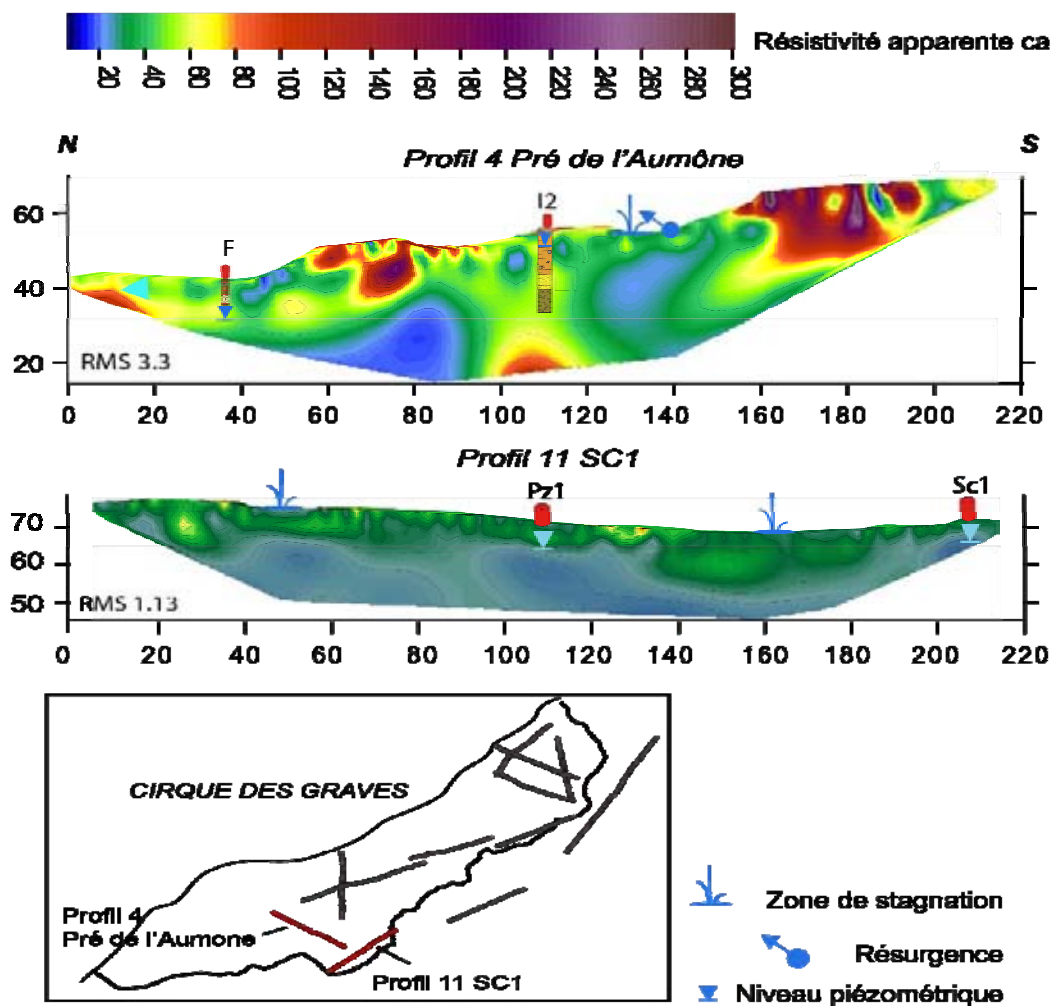 Résistivité apparente ca
20 40 60 80 100 120 140 160 180 200 220 240 260 280 300
N
S
Profil 4 Pré de l'Aumône
60
40
20
F
I2
RMS 3.3
0 20 40 60 80 100 120 140 160 180 200 220
Profil 11 SC1
Pz1
Sc1
70
60
50
RMS 1.13
0 20 40 60 80 100 120 140 160 180 200 220
CIRQUE DES GRAVES
Profil 4
Pré de l'Aumone
Profil 11 SC1
Zone de stagnation
Résurgence
Niveau piézométrique